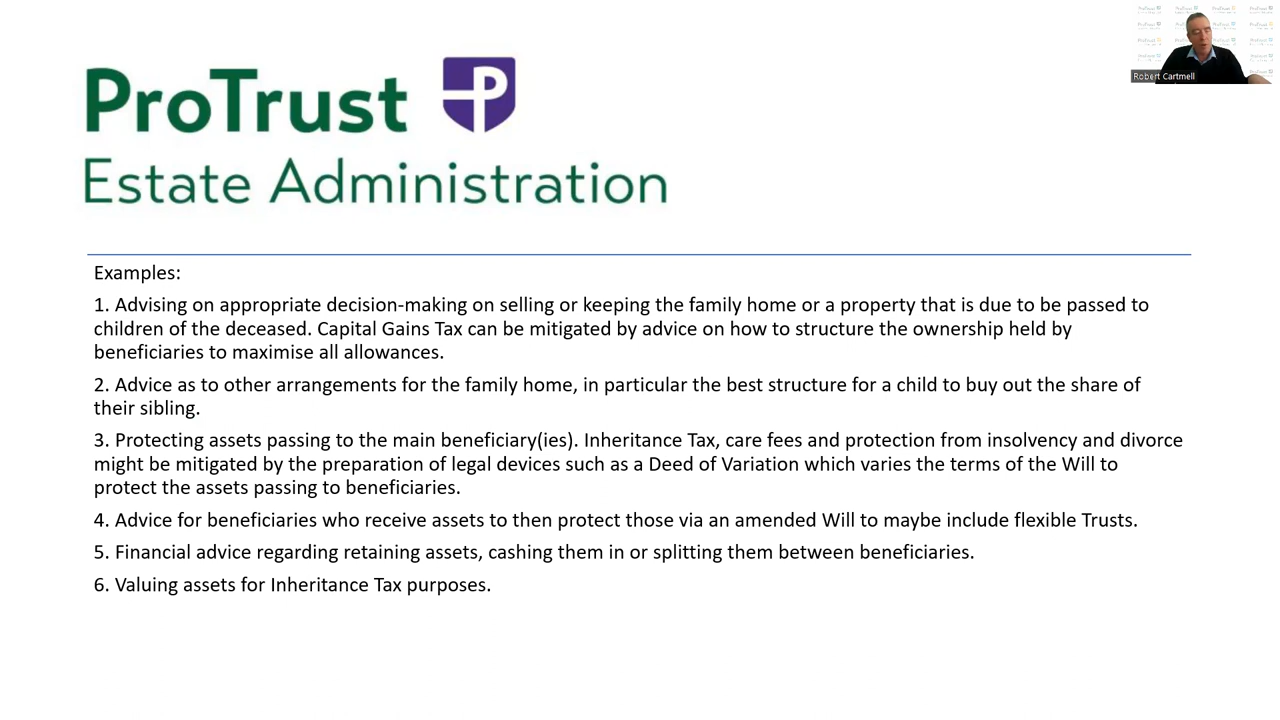 ProTrust
Estate Administration
Robert Cartmell
Examples:
1. Advising on appropriate decision-making on selling or keeping the family home or a property that is due to be passed to
children of the deceased. Capital Gains Tax can be mitigated by advice on how to structure the ownership held by
beneficiaries to maximise all allowances.
2. Advice as to other arrangements for the family home, in particular the best structure for a child to buy out the share of
their sibling.
3. Protecting assets passing to the main beneficiary(ies). Inheritance Tax, care fees and protection from insolvency and divorce
might be mitigated by the preparation of legal devices such as a Deed of Variation which varies the terms of the Will to
protect the assets passing to beneficiaries.
4. Advice for beneficiaries who receive assets to then protect those via an amended Will to maybe include flexible Trusts.
5. Financial advice regarding retaining assets, cashing them in or splitting them between beneficiaries.
6. Valuing assets for Inheritance Tax purposes.